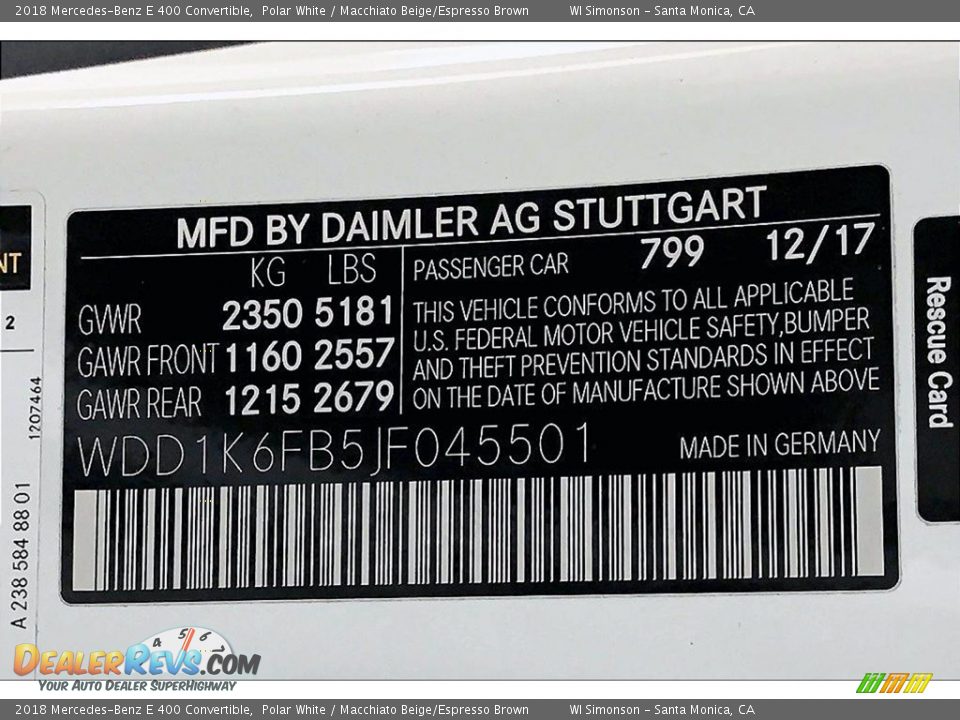 2018 Mercedes-Benz E 400 Convertible, Polar White / Macchiato Beige/Espresso Brown WI Simonson - Santa Monica, CA
MFD BY DAIMLER AG STUTTGART
KG LBS
GVWR 2350 5181
GAWR FRONT 1160 2557
GAWR REAR 1215 2679
PASSENGER CAR 799 12/17
THIS VEHICLE CONFORMS TO ALL APPLICABLE
U.S. FEDERAL MOTOR VEHICLE SAFETY,BUMPER
AND THEFT PREVENTION STANDARDS IN EFFECT
ON THE DATE OF MANUFACTURE SHOWN ABOVE
WDD1K6FB5JF045501 MADE IN GERMANY
NT
2
1207464
A 238 584 88 01
Rescue Card
4 5 6
DEALERREVS.COM
YOUR AUTO DEALER SUPERHIGHWAY
2018 Mercedes-Benz E 400 Convertible, Polar White / Macchiato Beige/Espresso Brown WI Simonson - Santa Monica, CA